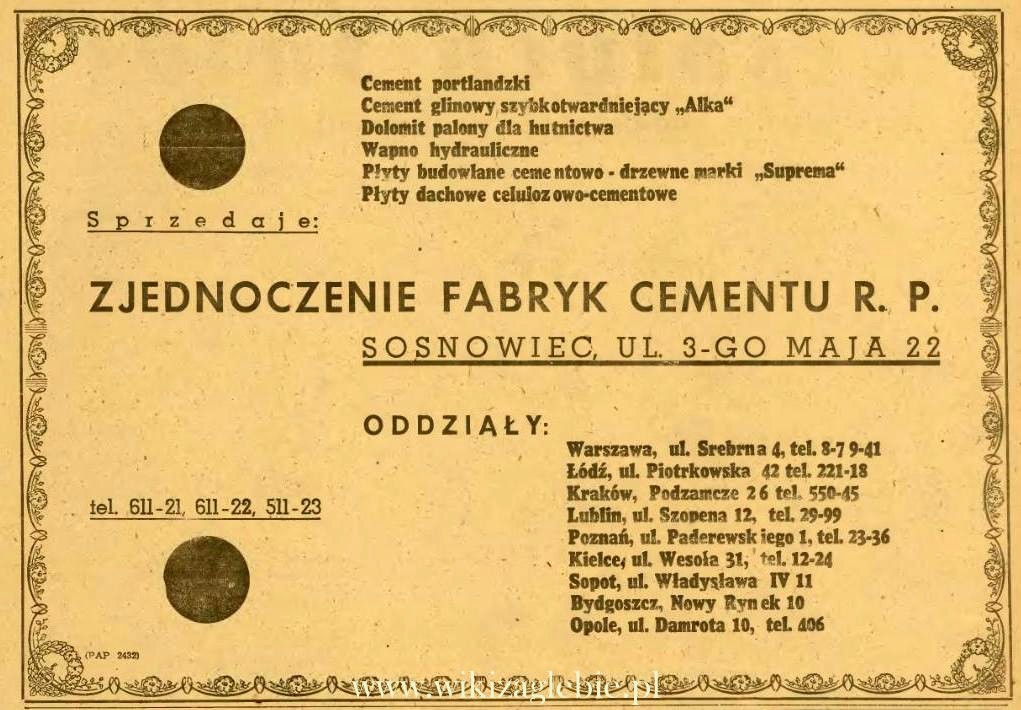 Cement portlandzki
Cement glinowy szybkotwardniejący „Alka“
Dolomit palony dla hutnictwa
Wapno hydrauliczne
Płyty budowlane cementowo - drzewne marki „Suprema“
Płyty dachowe celulozowo-cementowe
Sprzedaje:
ZJEDNOCZENIE FABRYK CEMENTU R. P.
SOSNOWIEC, UL. 3-GO MAJA 22
ODDZIAŁY:
Warszawa, ul. Srebrna 4, tel. 8-79-41
Łódź, ul. Piotrkowska 42 tel. 221-18
Kraków, Podzamcze 26 tel. 550-45
Lublin, ul. Szopena 12, tel. 29-99
Poznań, ul. Paderewskiego 1, tel. 23-36
Kielce, ul. Wesoła 31, tel. 12-24
Sopot, ul. Władysława IV 11
Bydgoszcz, Nowy Rynek 10
Opole, ul. Damrota 10, tel. 406
tel. 611-21, 611-22, 511-23
(PAP 2432)
www.wikizaglebie.pl